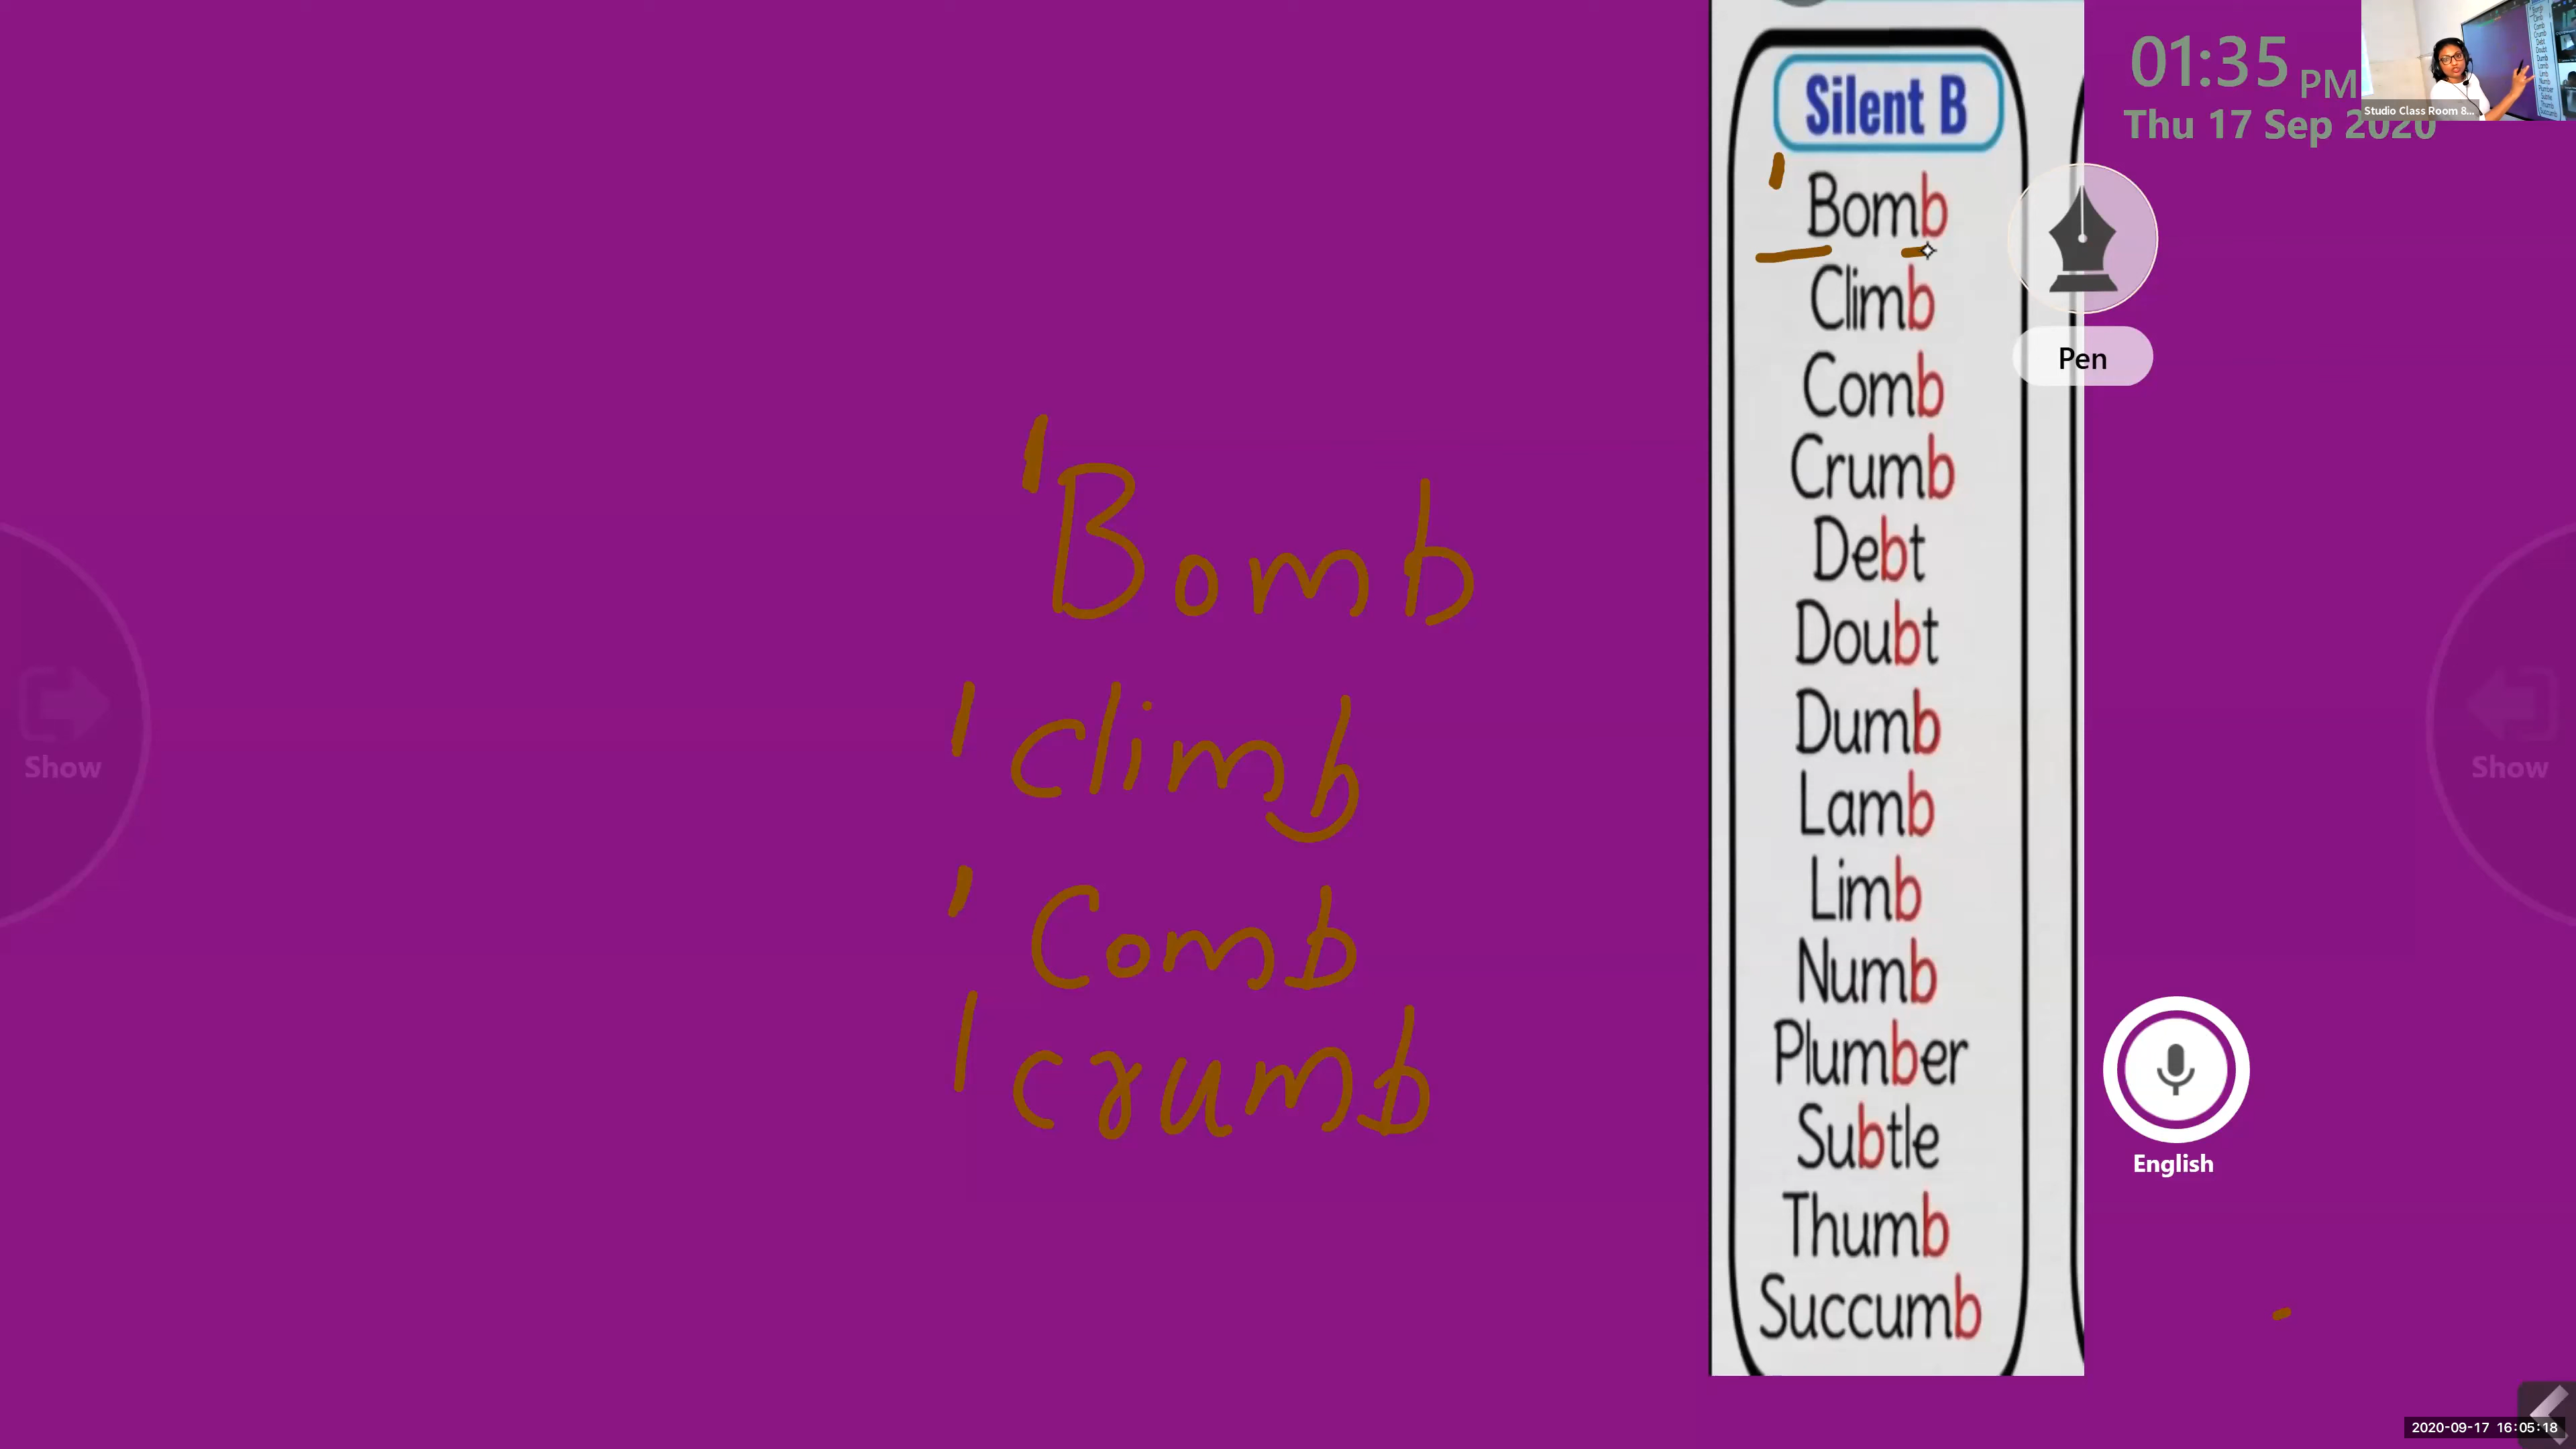 Silent B
Bomb
Climb
Comb
Crumb
Debt
Doubt
Dumb
Lamb
Limb
Numb
Plumber
Subtle
Thumb
Succumb
'Bomb
'climb
'Comb
'crumb
01:35 PM
Thu 17 Sep 2020
Studio Class Room 8...
Pen
Show
Show
English
2020-09-17 16:05:18